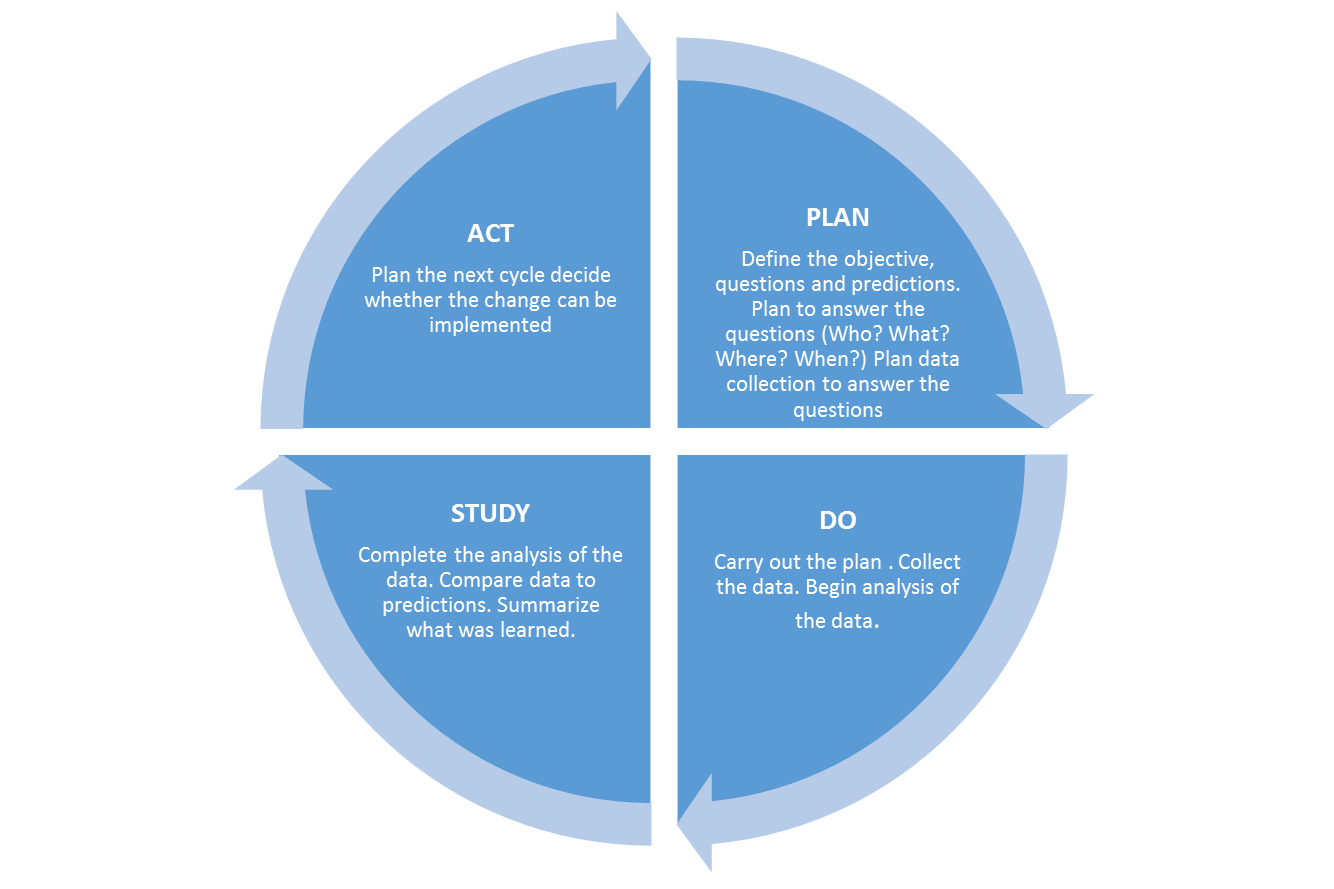 ACT
Plan the next cycle decide
whether the change can be
implemented
PLAN
Define the objective,
questions and predictions.
Plan to answer the
questions (Who? What?
Where? When?) Plan data
collection to answer the
questions
STUDY
Complete the analysis of the
data. Compare data to
predictions. Summarize
what was learned.
DO
Carry out the plan . Collect
the data. Begin analysis of
the data.